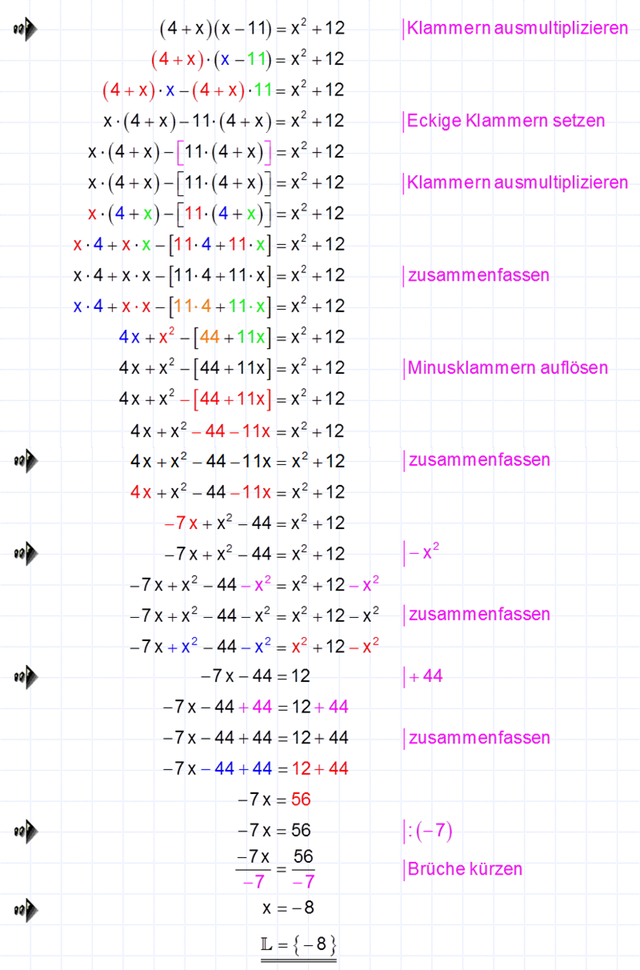 (4+x)(x−11)= x²+12 |Klammern ausmultiplizieren
(4+x)·(x−11)= x²+12
(4+x)·x−(4+x)·11= x²+12
x·(4+x)−11·(4+x)= x²+12 |Eckige Klammern setzen
x·(4+x)−[11·(4+x)]= x²+12
x·(4+x)−[11·(4+x)]= x²+12 |Klammern ausmultiplizieren
x·(4+x)−[11·(4+x)]= x²+12
x·4+x·x−[11·4+11·x]= x²+12
x·4+x·x−[11·4+11·x]= x²+12 |zusammenfassen
x·4+x·x−[11·4+11·x]= x²+12
4x+x²−[44+11x]= x²+12
4x+x²−[44+11x]= x²+12 |Minusklammern auflösen
4x+x²−[44+11x]= x²+12
4x+x²−44−11x = x²+12
4x+x²−44−11x = x²+12 |zusammenfassen
4x+x²−44−11x = x²+12
−7x+x²−44 = x²+12
−7x+x²−44 = x²+12 |−x²
−7x+x²−44−x² = x²+12−x²
−7x+x²−44−x² = x²+12−x² |zusammenfassen
−7x+x²−44−x² = x²+12−x²
−7x−44 = 12 |+44
−7x−44+44 = 12+44
−7x−44+44 = 12+44 |zusammenfassen
−7x−44+44 = 12+44
−7x = 56
−7x = 56 |:(−7)
−7x/−7 = 56/−7 |Brüche kürzen
x = −8
𝕃 = {−8}